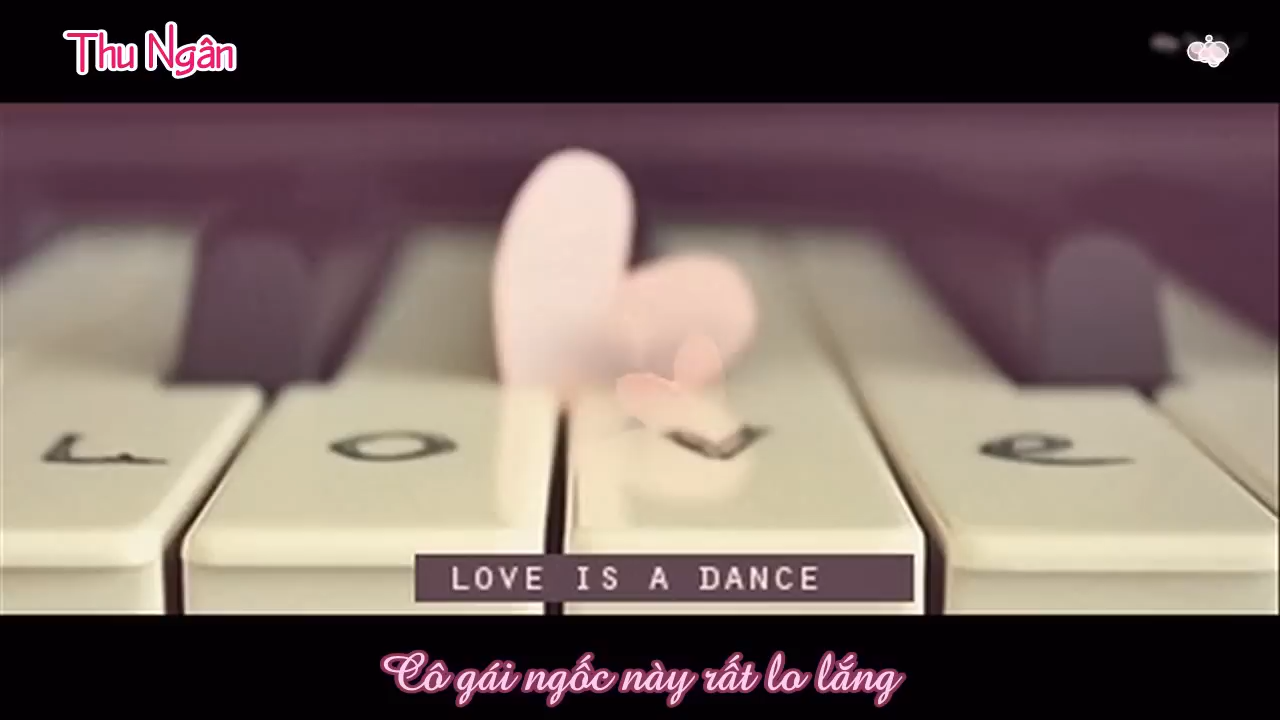 Thu Ngân
L o v e
LOVE IS A DANCE
Cô gái ngốc này rất lo lắng